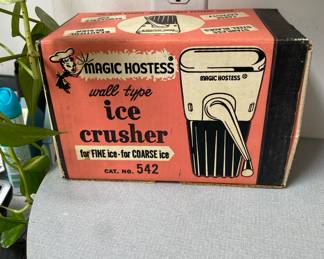 MAGIC HOSTESS®
wall type
ice
crusher
for FINE ice-for COARSE ice
CAT. NO. 542
MAGIC HOSTESS®